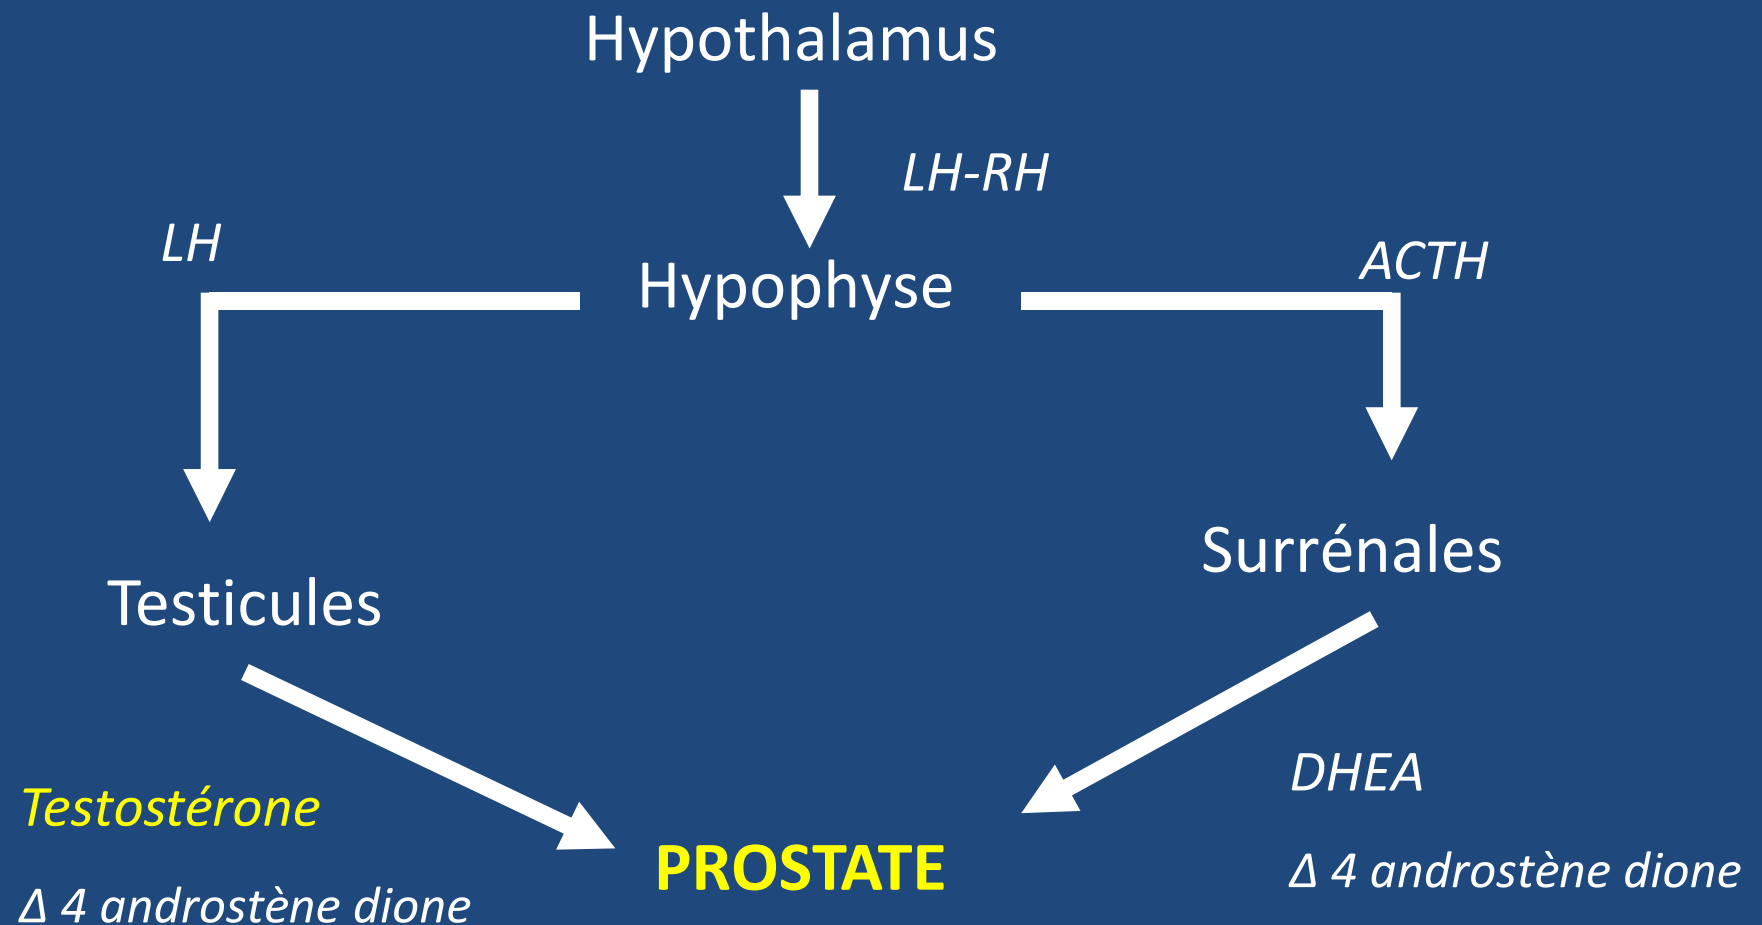 Hypothalamus
LH-RH
LH
Hypophyse
ACTH
Testicules
Surrénales
Testostérone
Δ 4 androstène dione
PROSTATE
DHEA
Δ 4 androstène dione